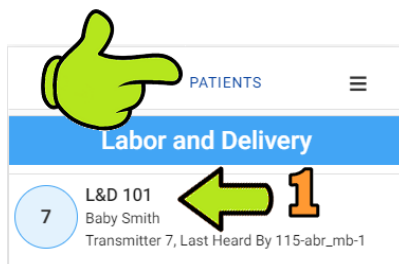 PATIENTS
Labor and Delivery
7
L&D 101
1
Baby Smith
Transmitter 7, Last Heard By 115-abr_mb-1